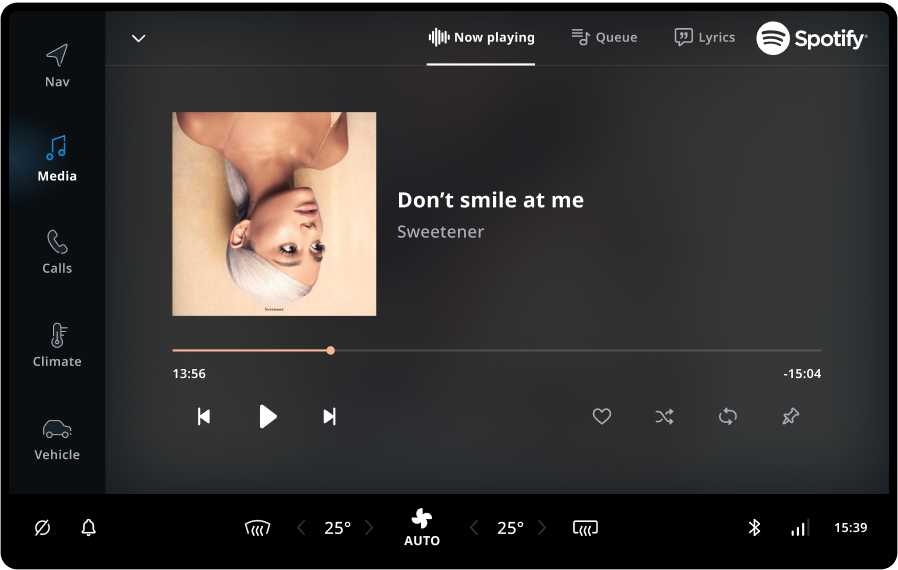 Now playing
Queue
Lyrics
Spotify
Nav
Media
Calls
Climate
Vehicle
Sweetener
Don’t smile at me
Sweetener
13:56
-15:04
25°
AUTO
25°
15:39